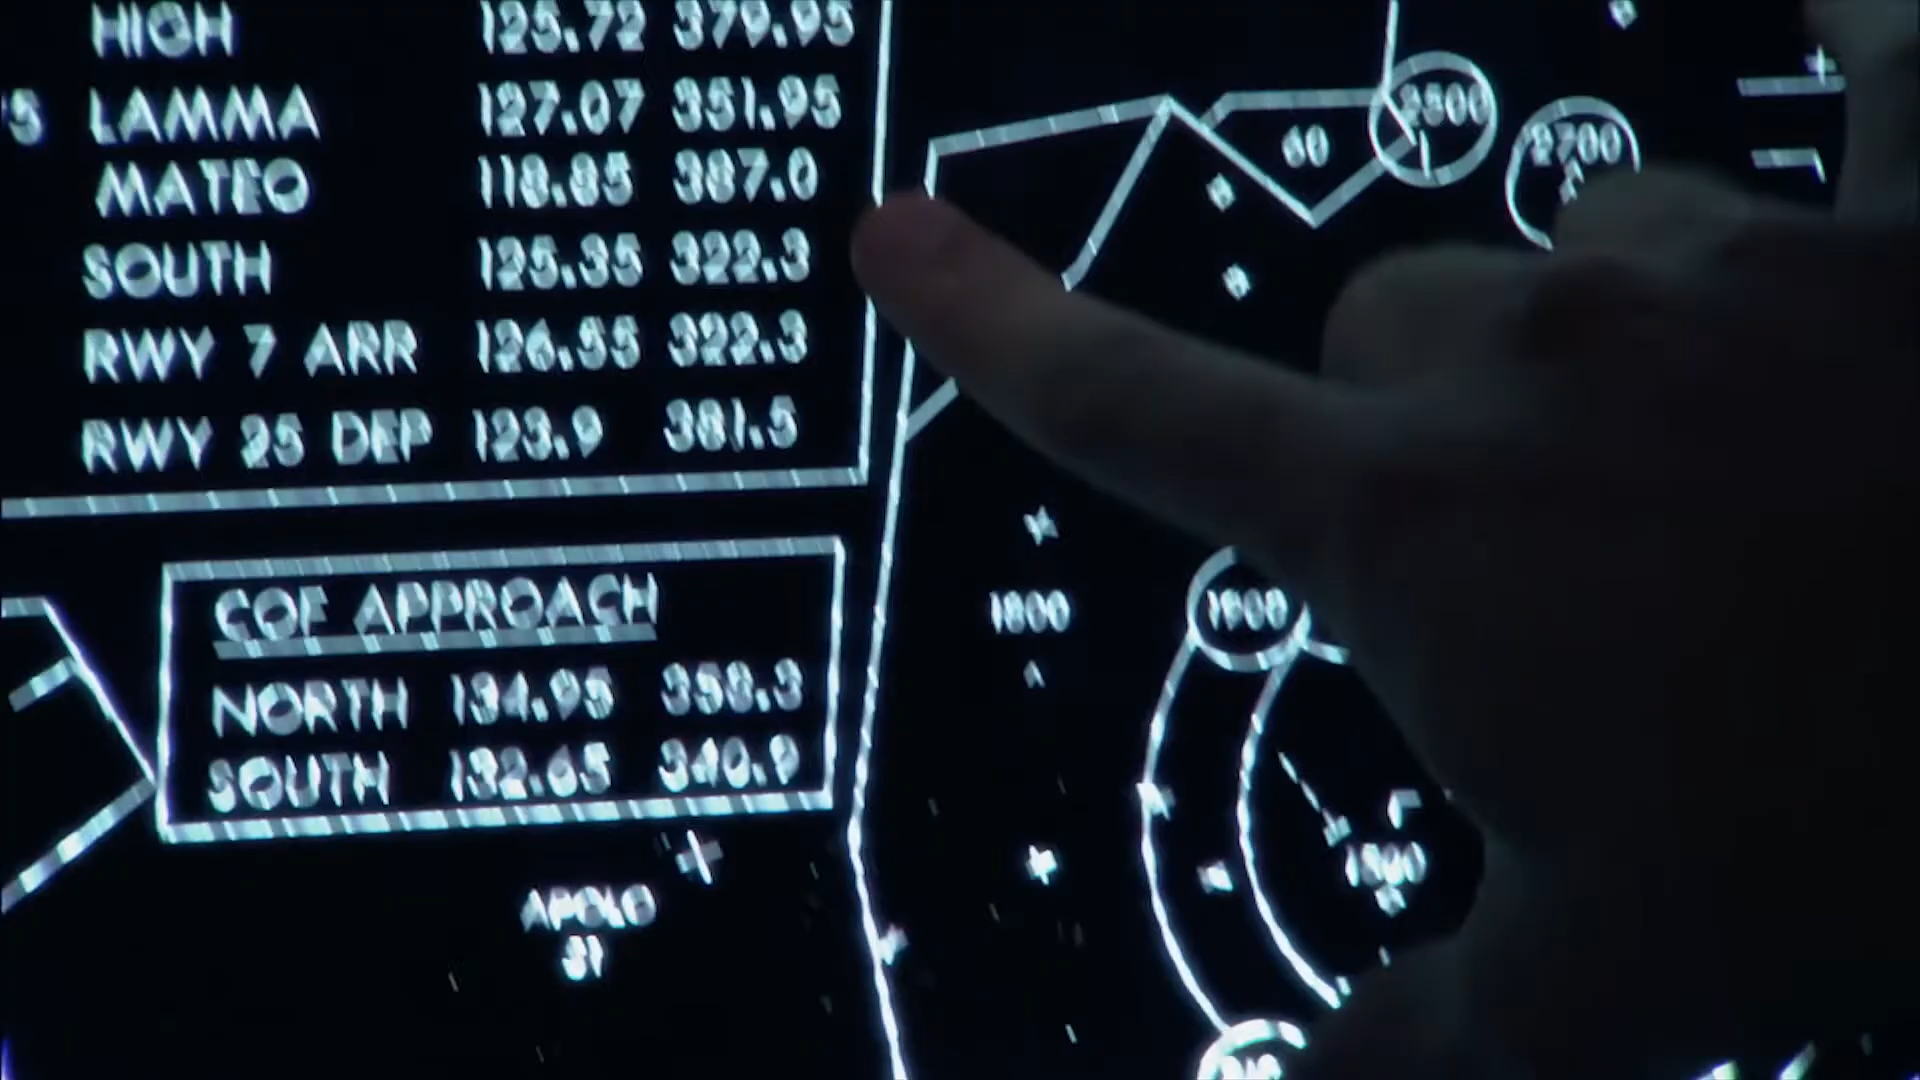 HIGH 125.72 379.95
5 LAMMA 127.07 351.95
MATEO 118.85 387.0
SOUTH 125.35 322.3
RWY 7 ARR 126.55 322.3
RWY 25 DEP 123.9 381.5
COF APPROACH
NORTH 134.95 358.3
SOUTH 132.65 340.9
APOLO
31
60
2500
2700
1800
1900
1500